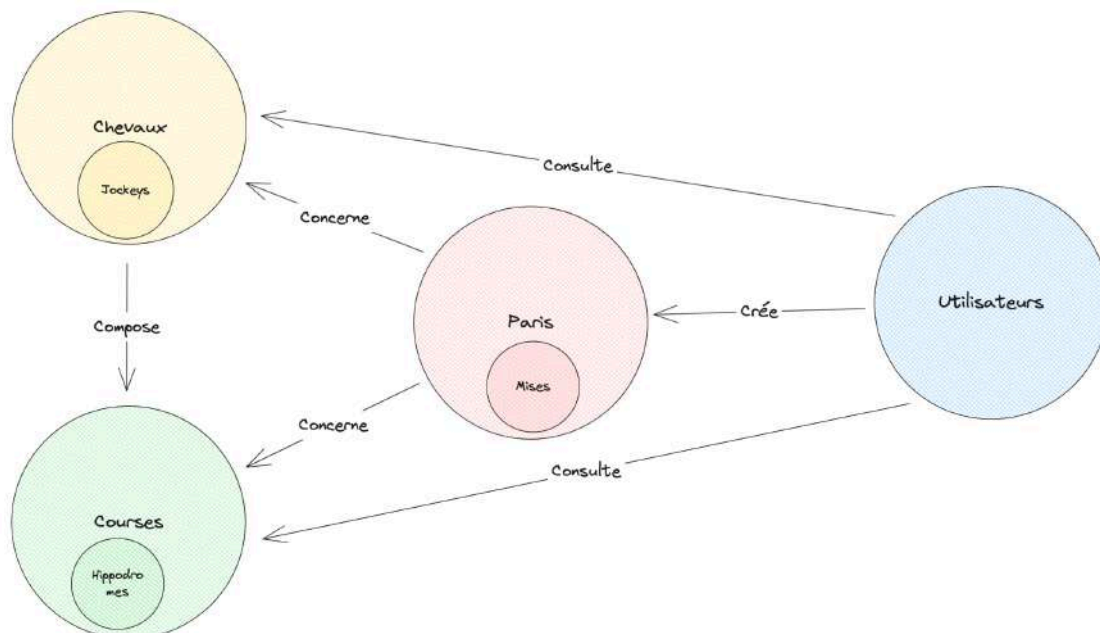 Chevaux
Jockeys
Consulte
Concerne
Utilisateurs
Paris
Crée
Compose
Mises
Concerne
Consulte
Courses
Hippodro
mes